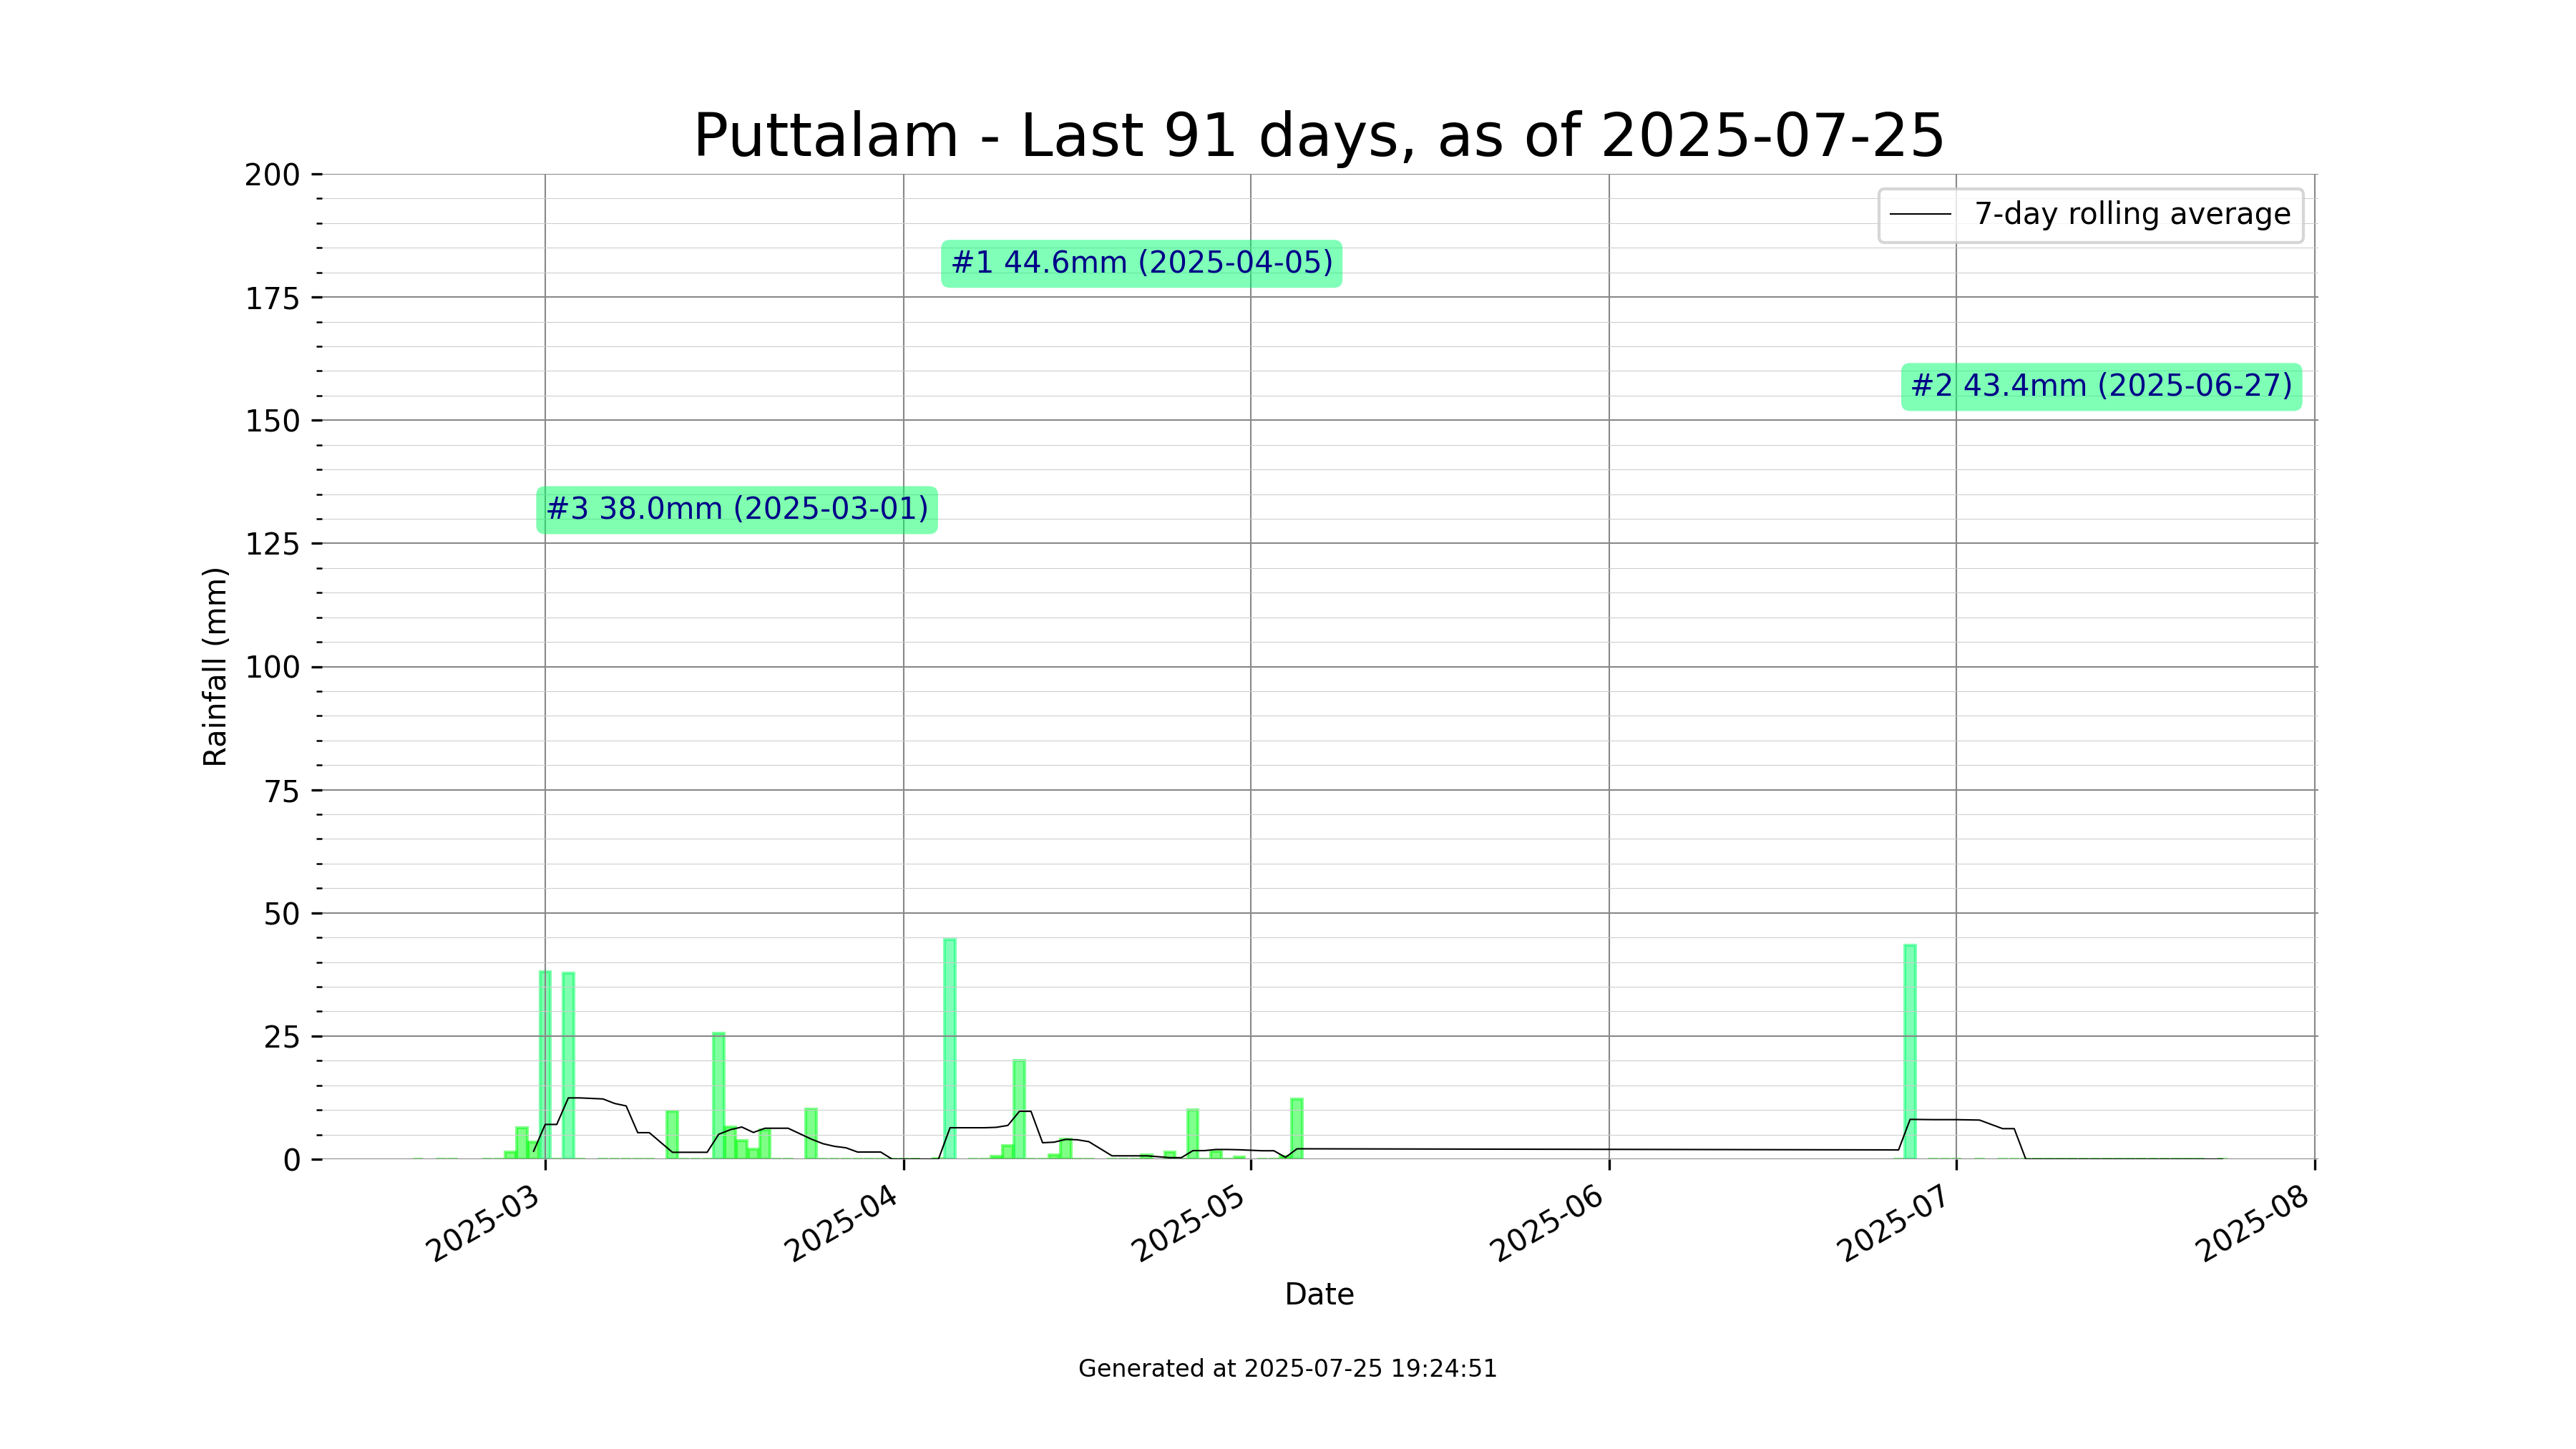 Puttalam - Last 91 days, as of 2025-07-25
200
175
150
125
100
75
50
25
0
Rainfall (mm)
7-day rolling average
#1 44.6mm (2025-04-05)
#2 43.4mm (2025-06-27)
#3 38.0mm (2025-03-01)
2025-03
2025-04
2025-05
2025-06
2025-07
2025-08
Date
Generated at 2025-07-25 19:24:51